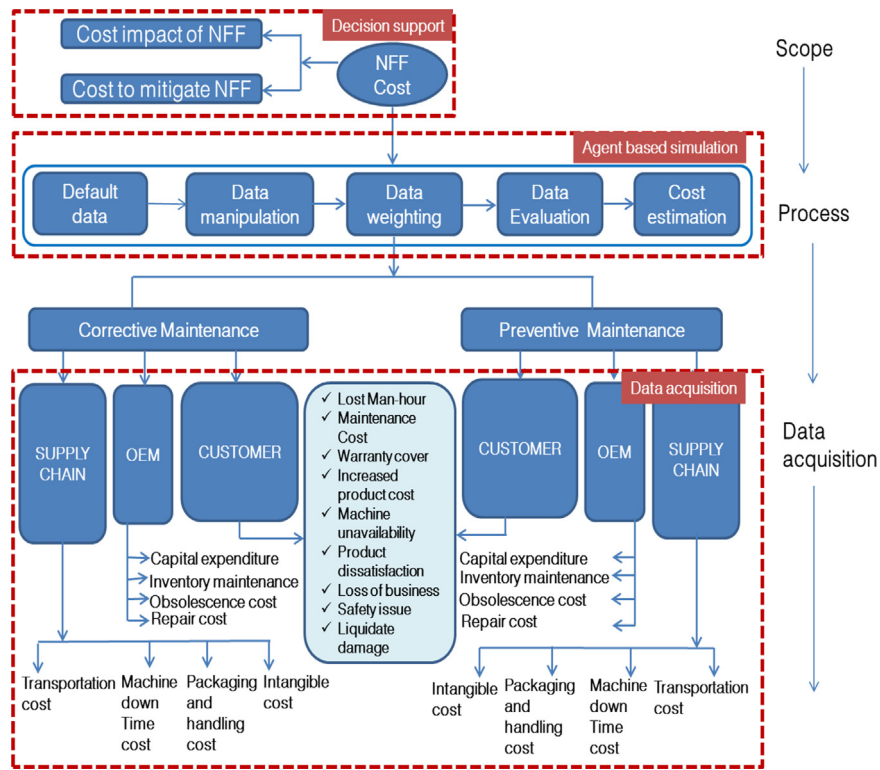 Decision support
Cost impact of NFF
NFF
Cost
Cost to mitigate NFF
Scope
Agent based simulation
Default
data
Data
manipulation
Data
weighting
Data
Evaluation
Cost
estimation
Process
Corrective Maintenance
Preventive Maintenance
Data acquisition
SUPPLY
CHAIN
OEM
CUSTOMER
✓ Lost Man-hour
✓ Maintenance
Cost
✓ Warranty cover
✓ Increased
product cost
✓ Machine
unavailability
✓ Product
dissatisfaction
✓ Loss of business
✓ Safety issue
✓ Liquidate
damage
CUSTOMER
OEM
SUPPLY
CHAIN
Data
acquisition
Capital expenditure
Inventory maintenance
Obsolescence cost
Repair cost
Capital expenditure
Inventory maintenance
Obsolescence cost
Repair cost
Transportation
cost
Machine
down
Time
cost
Packaging
and
handling
cost
Intangible
cost
Intangible
cost
Packaging
and
handling
cost
Machine
down
Time
cost
Transportation
cost